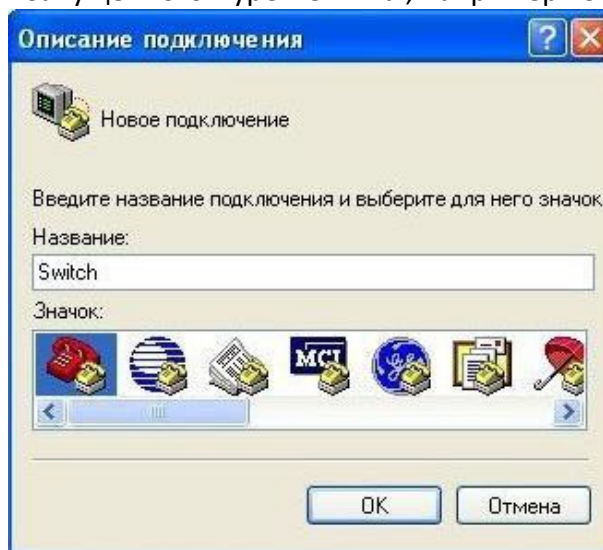 Описание подключения
Новое подключение
Введите название подключения и выберите для него значок
Название:
Switch
Значок:
MCI
OK
Отмена